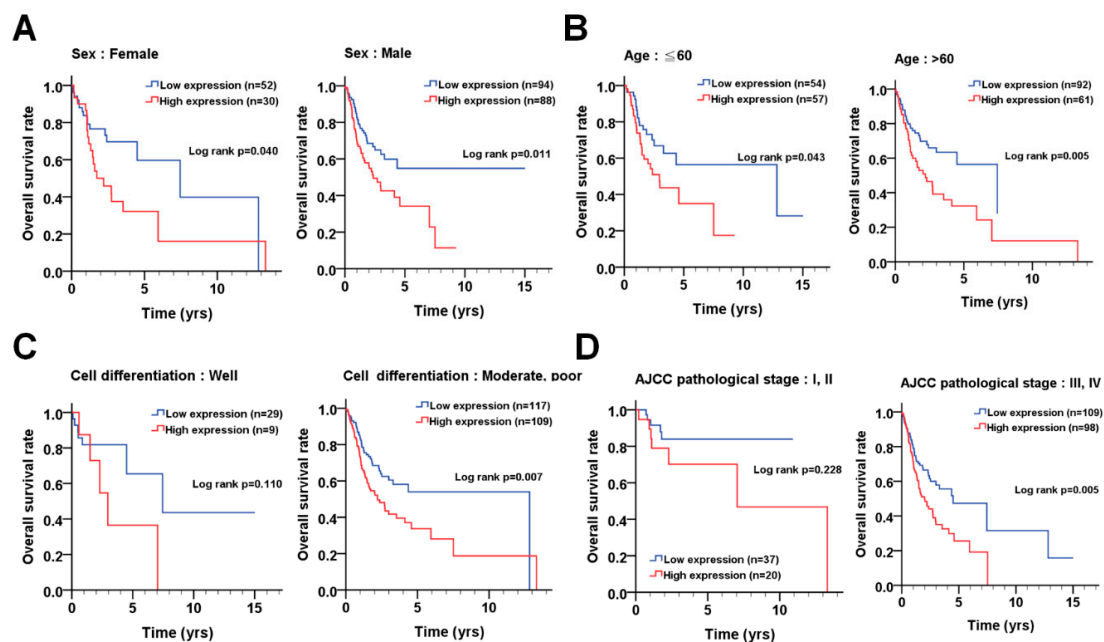 A
Sex : Female
Overall survival rate
1.0
0.8
0.6
0.4
0.2
0.0
Low expression (n=52)
High expression (n=30)
Log rank p=0.040
0 5 10 15
Time (yrs)
Sex : Male
Overall survival rate
1.0
0.8
0.6
0.4
0.2
0.0
Low expression (n=94)
High expression (n=88)
Log rank p=0.011
0 5 10 15
Time (yrs)
B
Age : ≦60
Overall survival rate
1.0
0.8
0.6
0.4
0.2
0.0
Low expression (n=54)
High expression (n=57)
Log rank p=0.043
0 5 10 15
Time (yrs)
Age : >60
Overall survival rate
1.0
0.8
0.6
0.4
0.2
0.0
Low expression (n=92)
High expression (n=61)
Log rank p=0.005
0 5 10 15
Time (yrs)
C
Cell differentiation : Well
Overall survival rate
1.0
0.8
0.6
0.4
0.2
0.0
Low expression (n=29)
High expression (n=9)
Log rank p=0.110
0 5 10 15
Time (yrs)
Cell differentiation : Moderate, poor
Overall survival rate
1.0
0.8
0.6
0.4
0.2
0.0
Low expression (n=117)
High expression (n=109)
Log rank p=0.007
0 5 10 15
Time (yrs)
D
AJCC pathological stage : I, II
Overall survival rate
1.0
0.8
0.6
0.4
0.2
0.0
Log rank p=0.228
Low expression (n=37)
High expression (n=20)
0 5 10 15
Time (yrs)
AJCC pathological stage : III, IV
Overall survival rate
1.0
0.8
0.6
0.4
0.2
0.0
Low expression (n=109)
High expression (n=98)
Log rank p=0.005
0 5 10 15
Time (yrs)